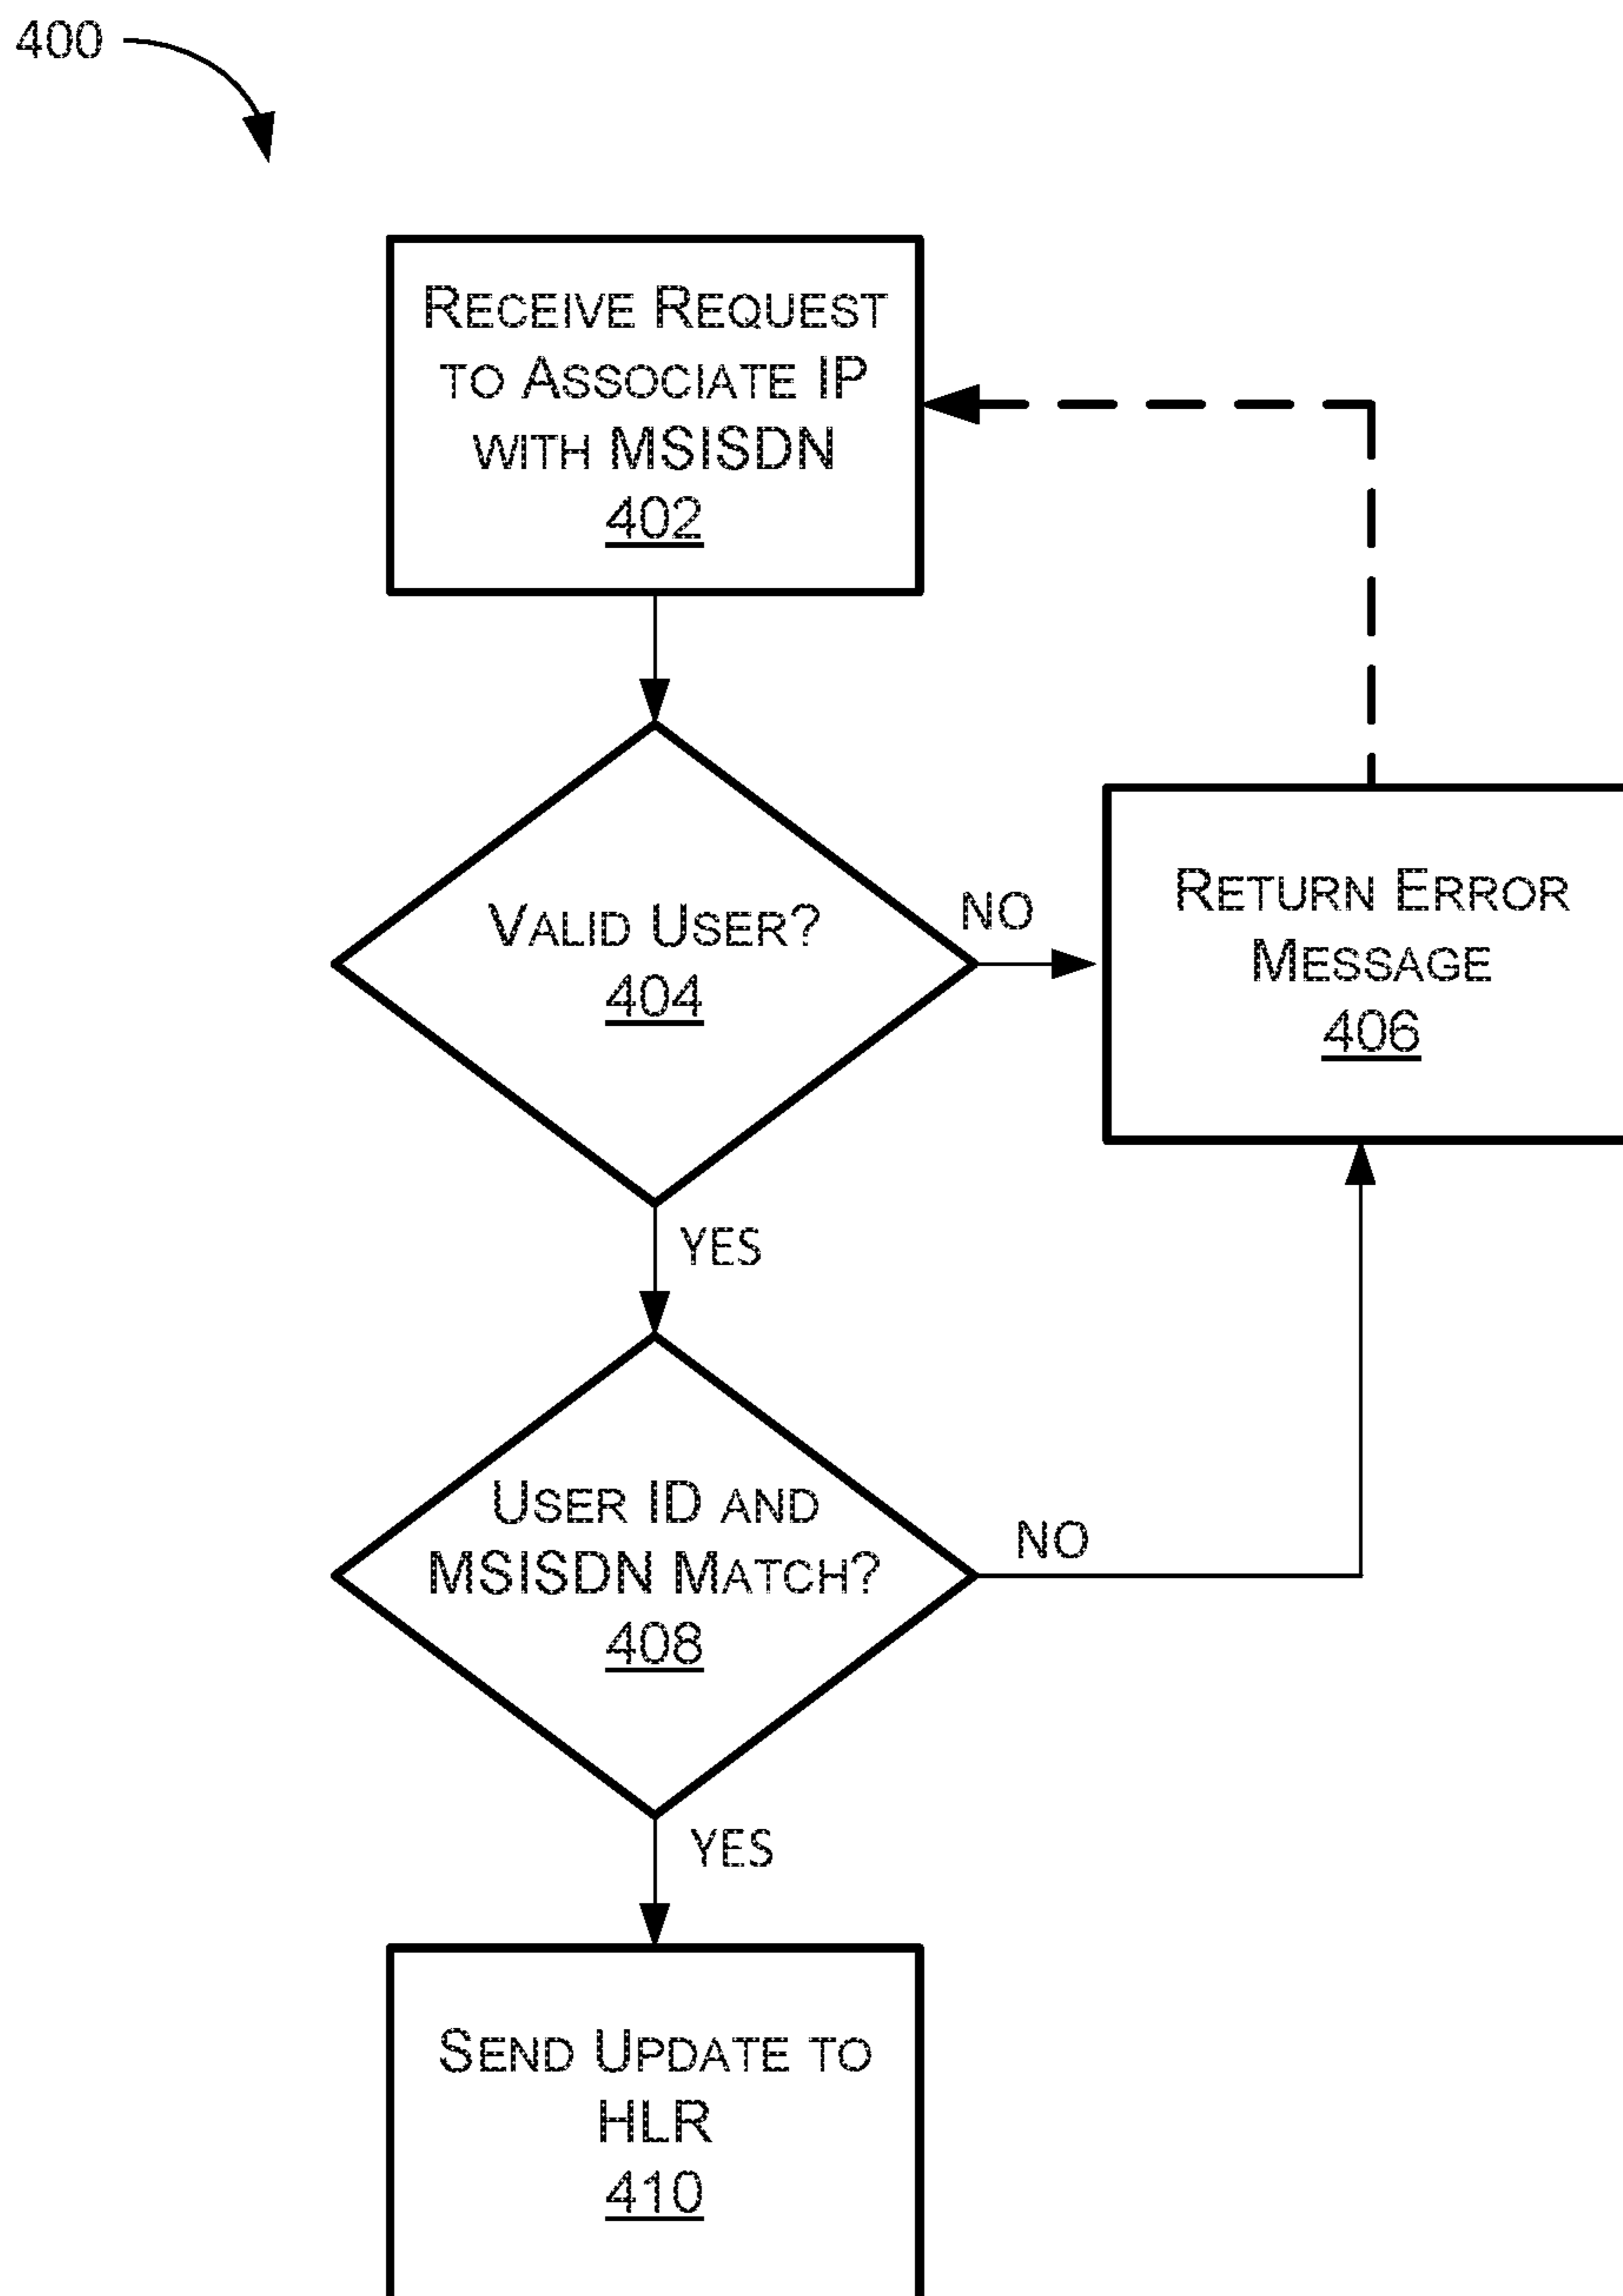 400
RECEIVE REQUEST
TO ASSOCIATE IP
WITH MSISDN
402
VALID USER?
404
NO
RETURN ERROR
MESSAGE
406
YES
USER ID AND
MSISDN MATCH?
408
NO
YES
SEND UPDATE TO
HLR
410